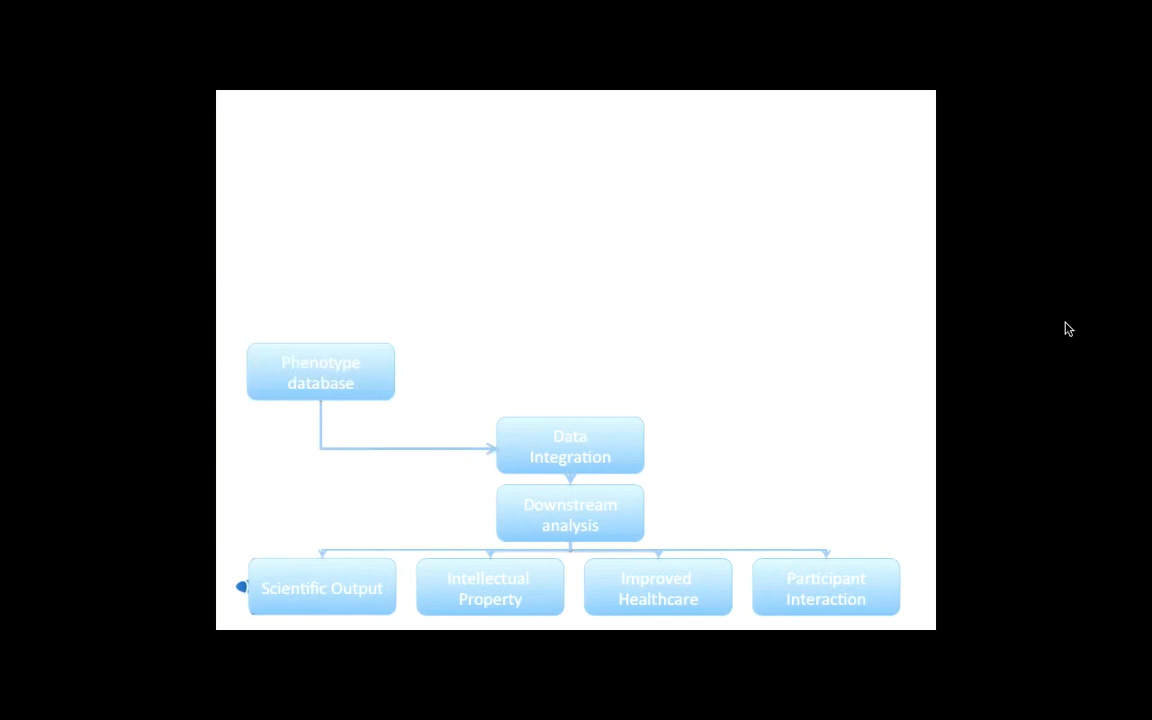 Phenotype
database
Data
Integration
Downstream
analysis
Scientific Output
Intellectual
Property
Improved
Healthcare
Participant
Interaction